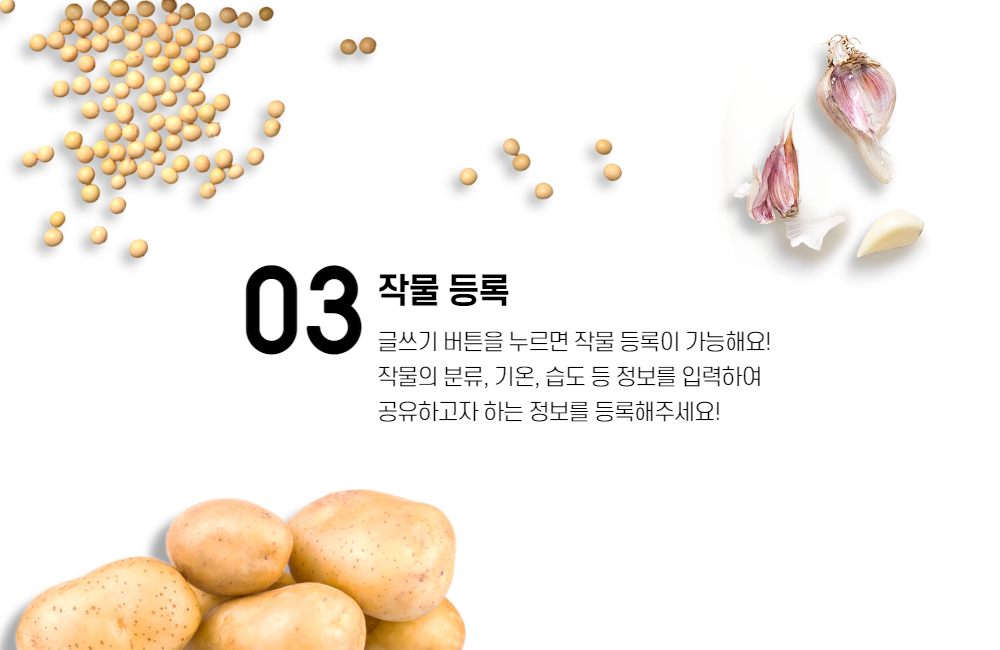 03
작물 등록
글쓰기 버튼을 누르면 작물 등록이 가능해요!
작물의 분류, 기온, 습도 등 정보를 입력하여
공유하고자 하는 정보를 등록해주세요!